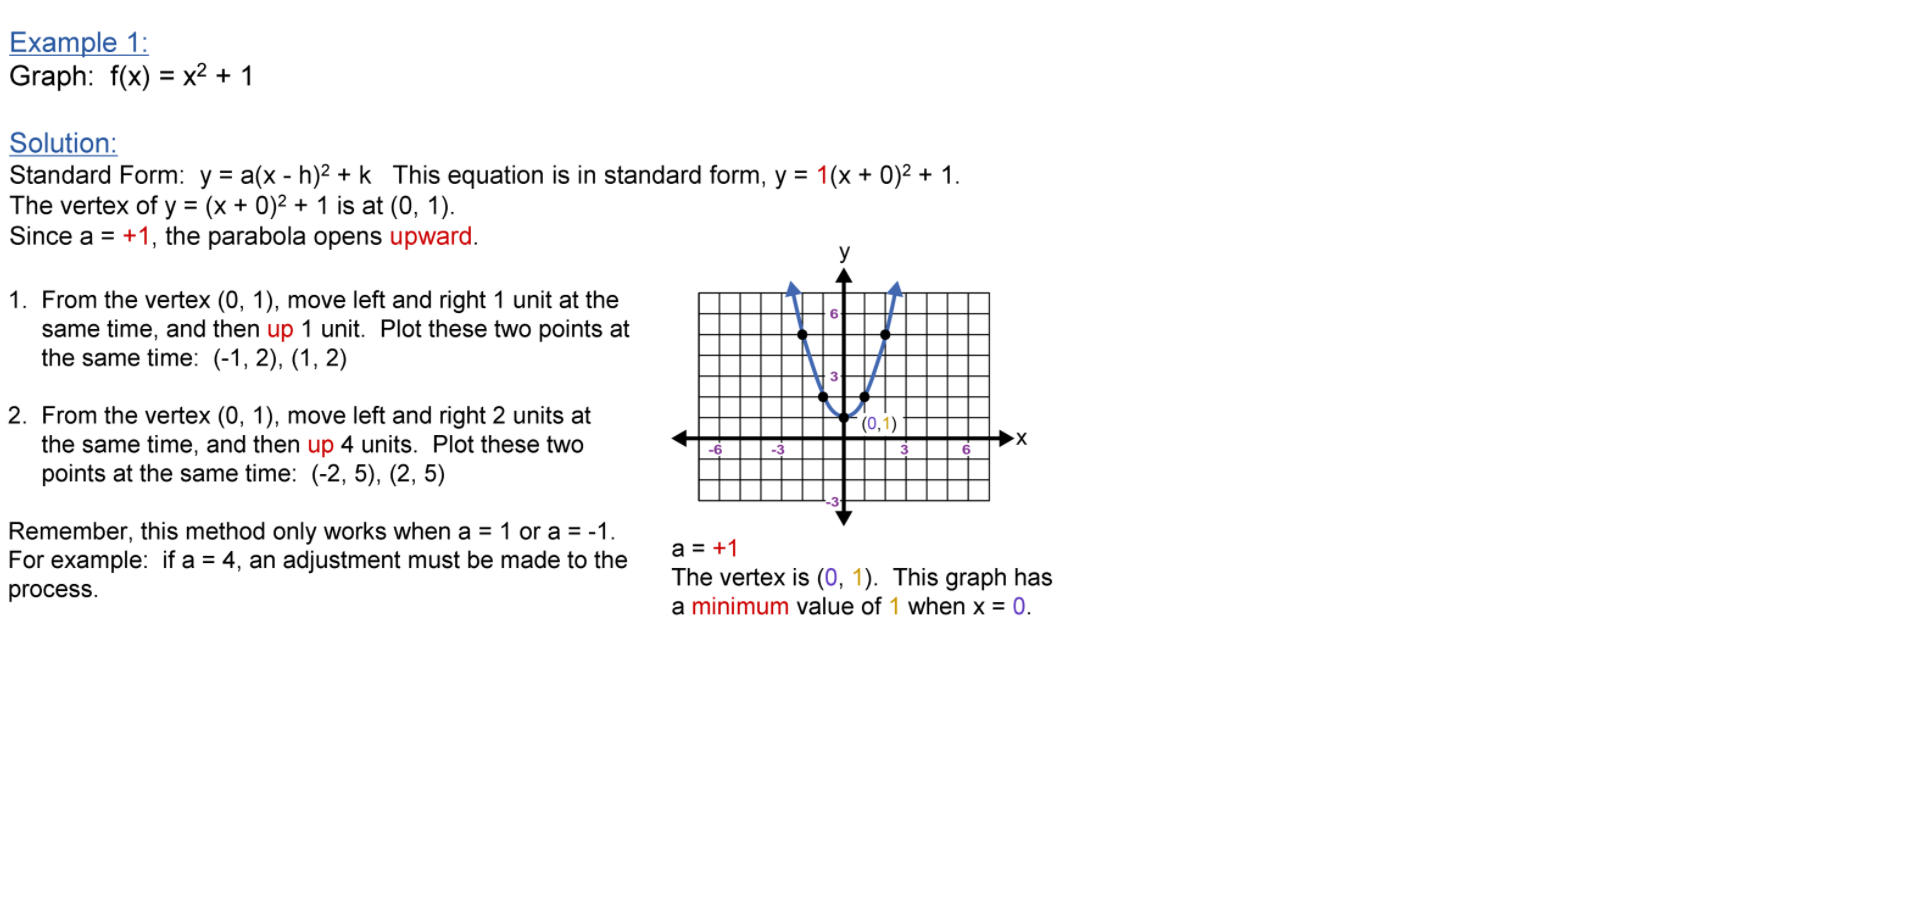 Example 1:
Graph:  f(x) = x² + 1
Solution:
Standard Form:  y = a(x - h)² + k   This equation is in standard form, y = 1(x + 0)² + 1.
The vertex of y = (x + 0)² + 1 is at (0, 1).
Since a = +1, the parabola opens upward.
1.  From the vertex (0, 1), move left and right 1 unit at the
same time, and then up 1 unit.  Plot these two points at
the same time:  (-1, 2), (1, 2)
2.  From the vertex (0, 1), move left and right 2 units at
the same time, and then up 4 units.  Plot these two
points at the same time:  (-2, 5), (2, 5)
Remember, this method only works when a = 1 or a = -1.
For example:  if a = 4, an adjustment must be made to the
process.
y
6
3
(0,1)
x
-6 -3 3 6
-3
a = +1
The vertex is (0, 1).  This graph has
a minimum value of 1 when x = 0.